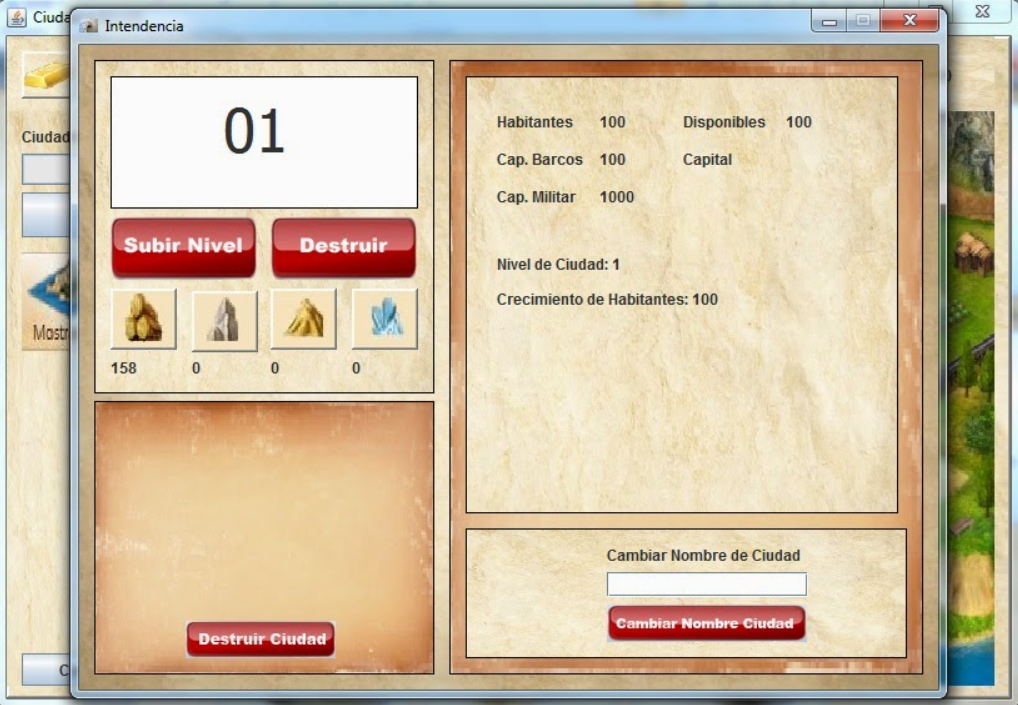 Intendencia
01
Subir Nivel
Destruir
158
0
0
0
Destruir Ciudad
Habitantes 100 Disponibles 100
Cap. Barcos 100 Capital
Cap. Militar 1000
Nivel de Ciudad: 1
Crecimiento de Habitantes: 100
Cambiar Nombre de Ciudad
Cambiar Nombre Ciudad
Ciudad